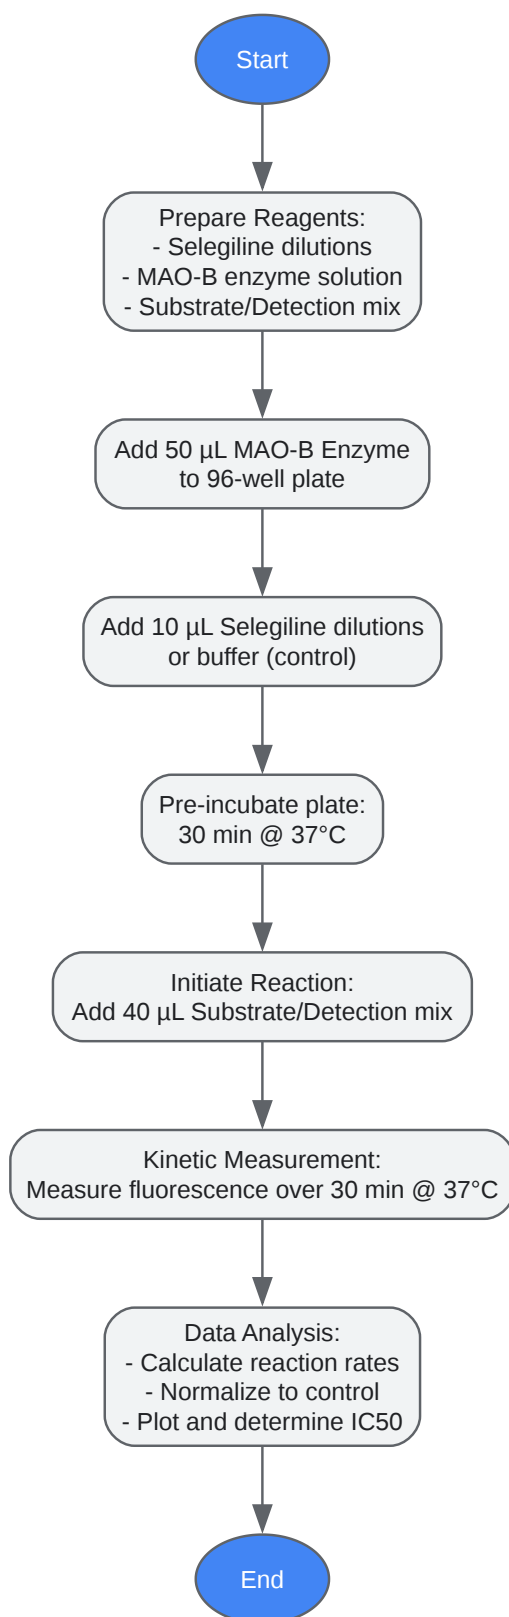 Start
Prepare Reagents:
- Selegiline dilutions
- MAO-B enzyme solution
- Substrate/Detection mix
Add 50 µL MAO-B Enzyme
to 96-well plate
Add 10 µL Selegiline dilutions
or buffer (control)
Pre-incubate plate:
30 min @ 37°C
Initiate Reaction:
Add 40 µL Substrate/Detection mix
Kinetic Measurement:
Measure fluorescence over 30 min @ 37°C
Data Analysis:
- Calculate reaction rates
- Normalize to control
- Plot and determine IC50
End